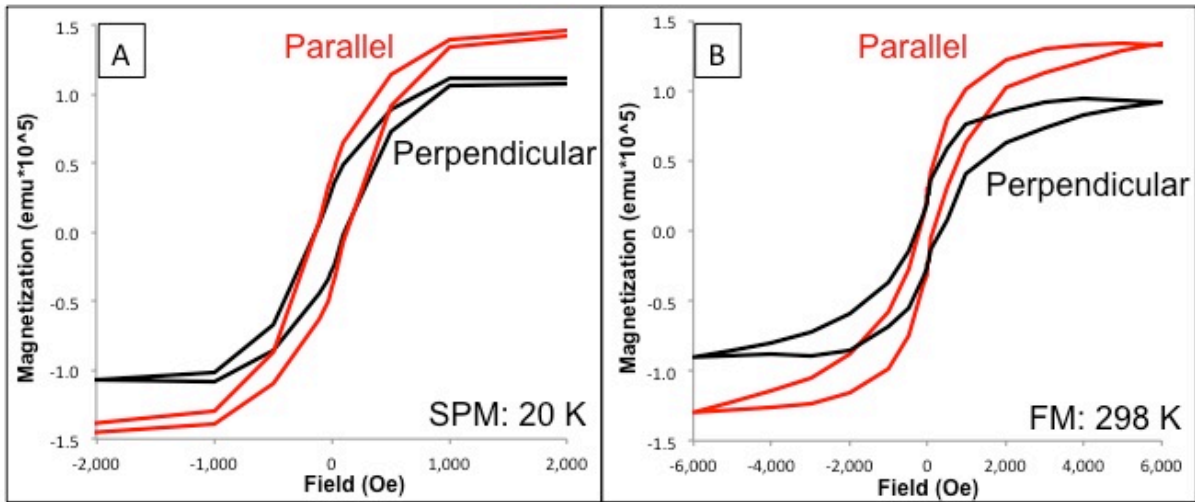 A
Parallel
Perpendicular
SPM: 20 K
Magnetization (emu*10^5)
1.5
1.0
0.5
0.0
-0.5
-1.0
-1.5
-2,000
-1,000
0
1,000
2,000
Field (Oe)
B
Parallel
Perpendicular
FM: 298 K
Magnetization (emu*10^5)
1.5
1.0
0.5
0.0
-0.5
-1.0
-1.5
-6,000
-4,000
-2,000
0
2,000
4,000
6,000
Field (Oe)